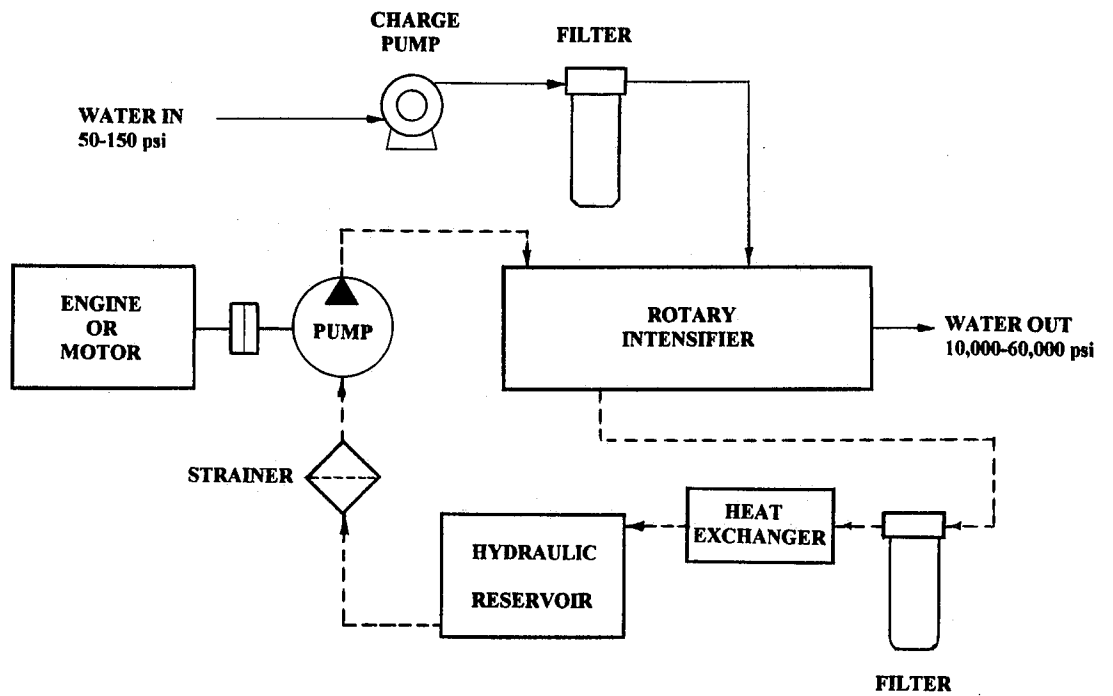 CHARGE
PUMP
FILTER
WATER IN
50-150 psi
ENGINE
OR
MOTOR
PUMP
ROTARY
INTENSIFIER
WATER OUT
10,000-60,000 psi
STRAINER
HYDRAULIC
RESERVOIR
HEAT
EXCHANGER
FILTER